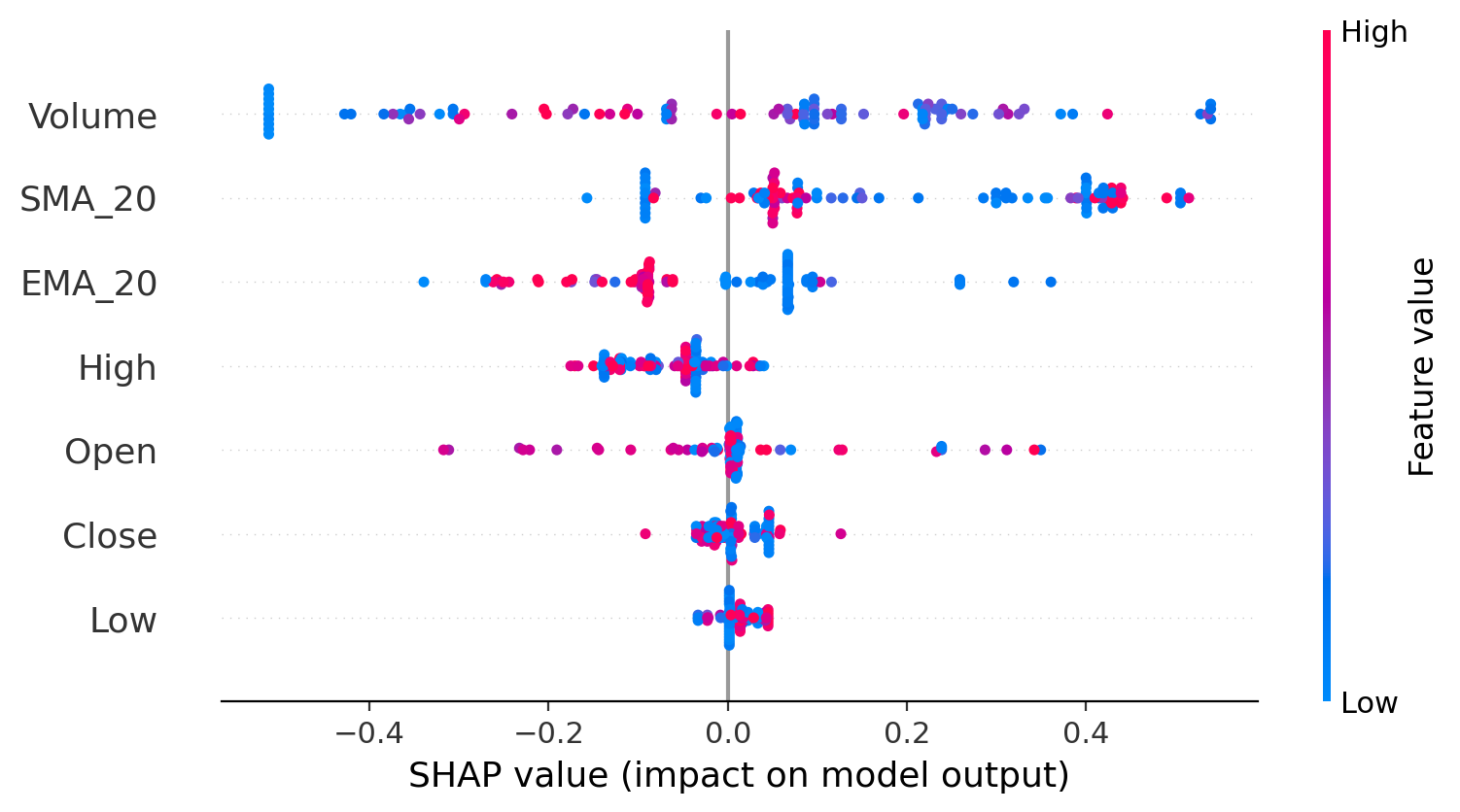 High
Volume
SMA_20
EMA_20
High
Open
Close
Low
Feature value
Low
−0.4
−0.2
0.0
0.2
0.4
SHAP value (impact on model output)